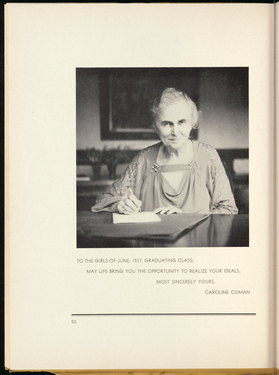 TO THE GIRLS OF JUNE, 1937, GRADUATING CLASS:
MAY LIFE BRING YOU THE OPPORTUNITY TO REALIZE YOUR IDEALS.
MOST SINCERELY YOURS,
CAROLINE COMAN
52